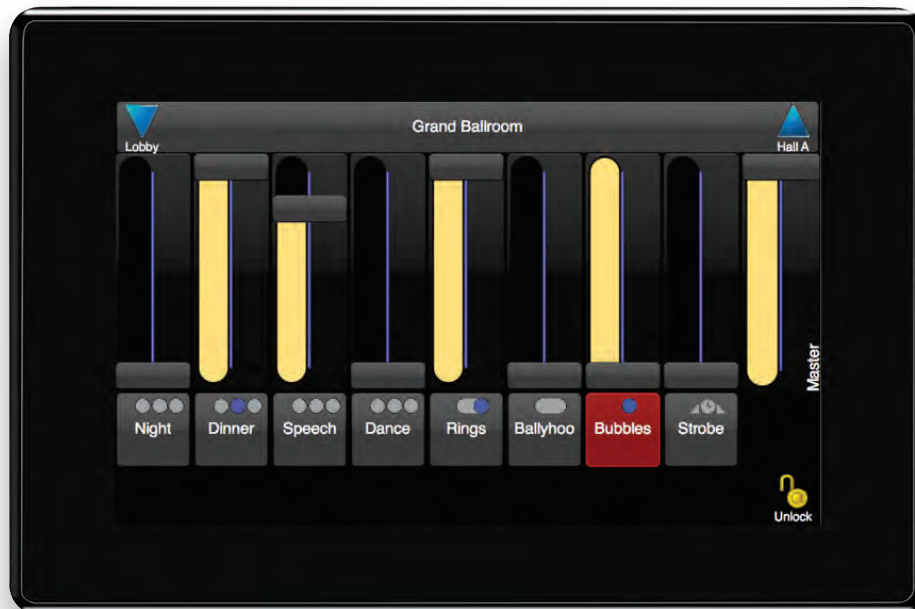 Grand Ballroom
Lobby
Hall A
Master
Night
Dinner
Speech
Dance
Rings
Ballyhoo
Bubbles
Strobe
Unlock